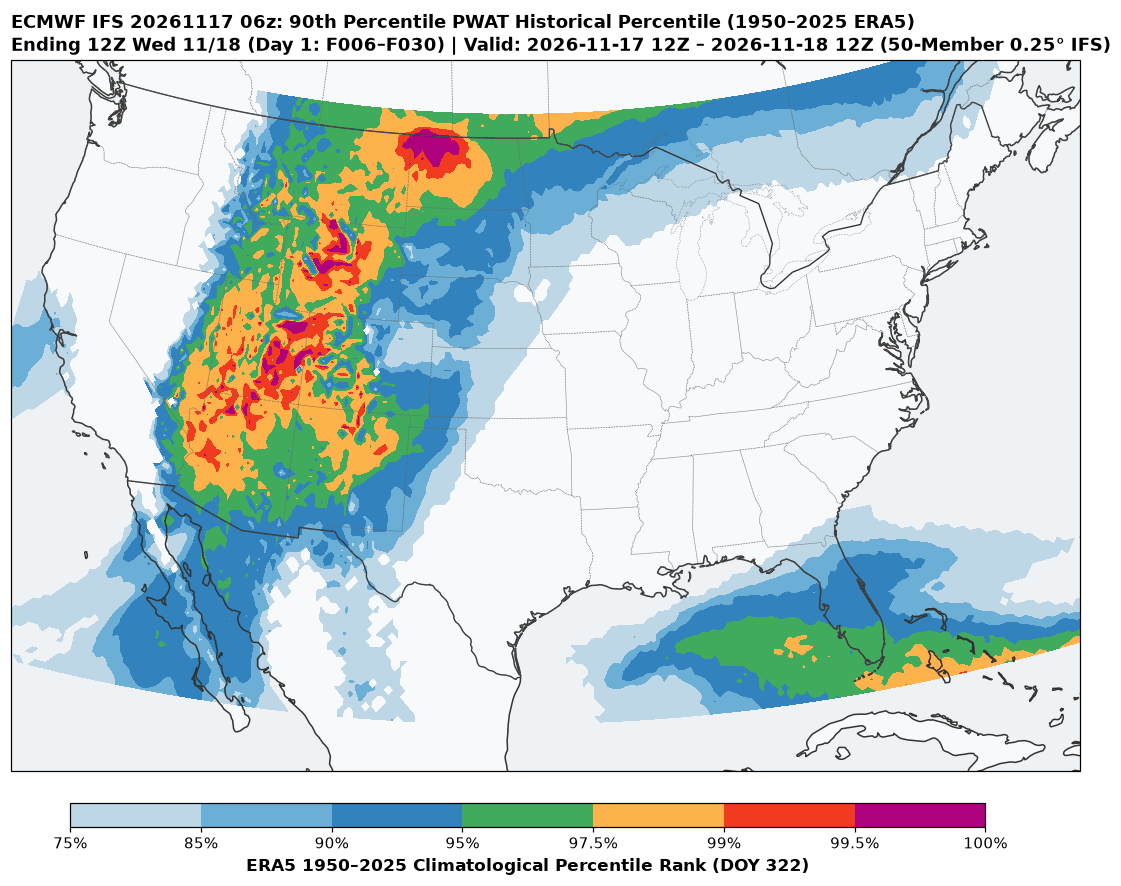 ECMWF IFS 20261117 06z: 90th Percentile PWAT Historical Percentile (1950–2025 ERA5)
Ending 12Z Wed 11/18 (Day 1: F006–F030) | Valid: 2026-11-17 12Z – 2026-11-18 12Z (50-Member 0.25° IFS)
75% 85% 90% 95% 97.5% 99% 99.5% 100%
ERA5 1950–2025 Climatological Percentile Rank (DOY 322)